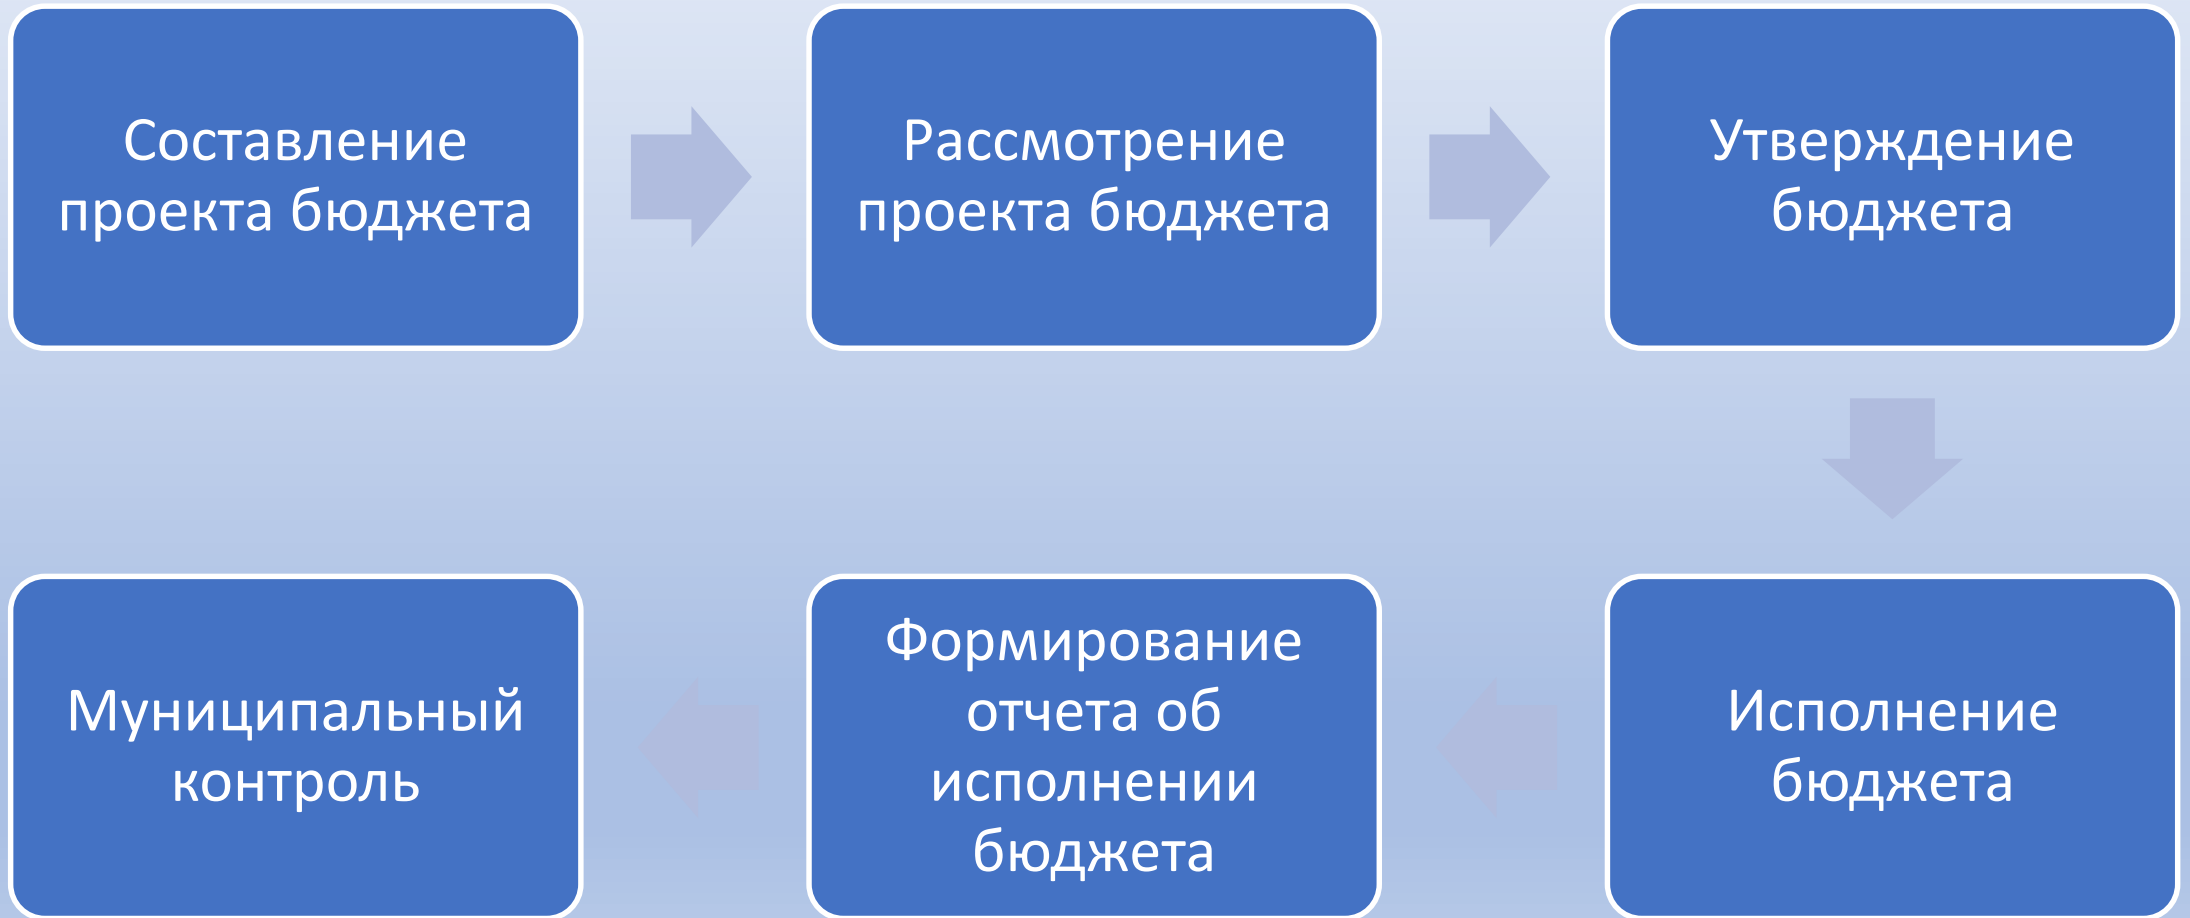 Составление
проекта бюджета
Рассмотрение
проекта бюджета
Утверждение
бюджета
Исполнение
бюджета
Формирование
отчета об
исполнении
бюджета
Муниципальный
контроль